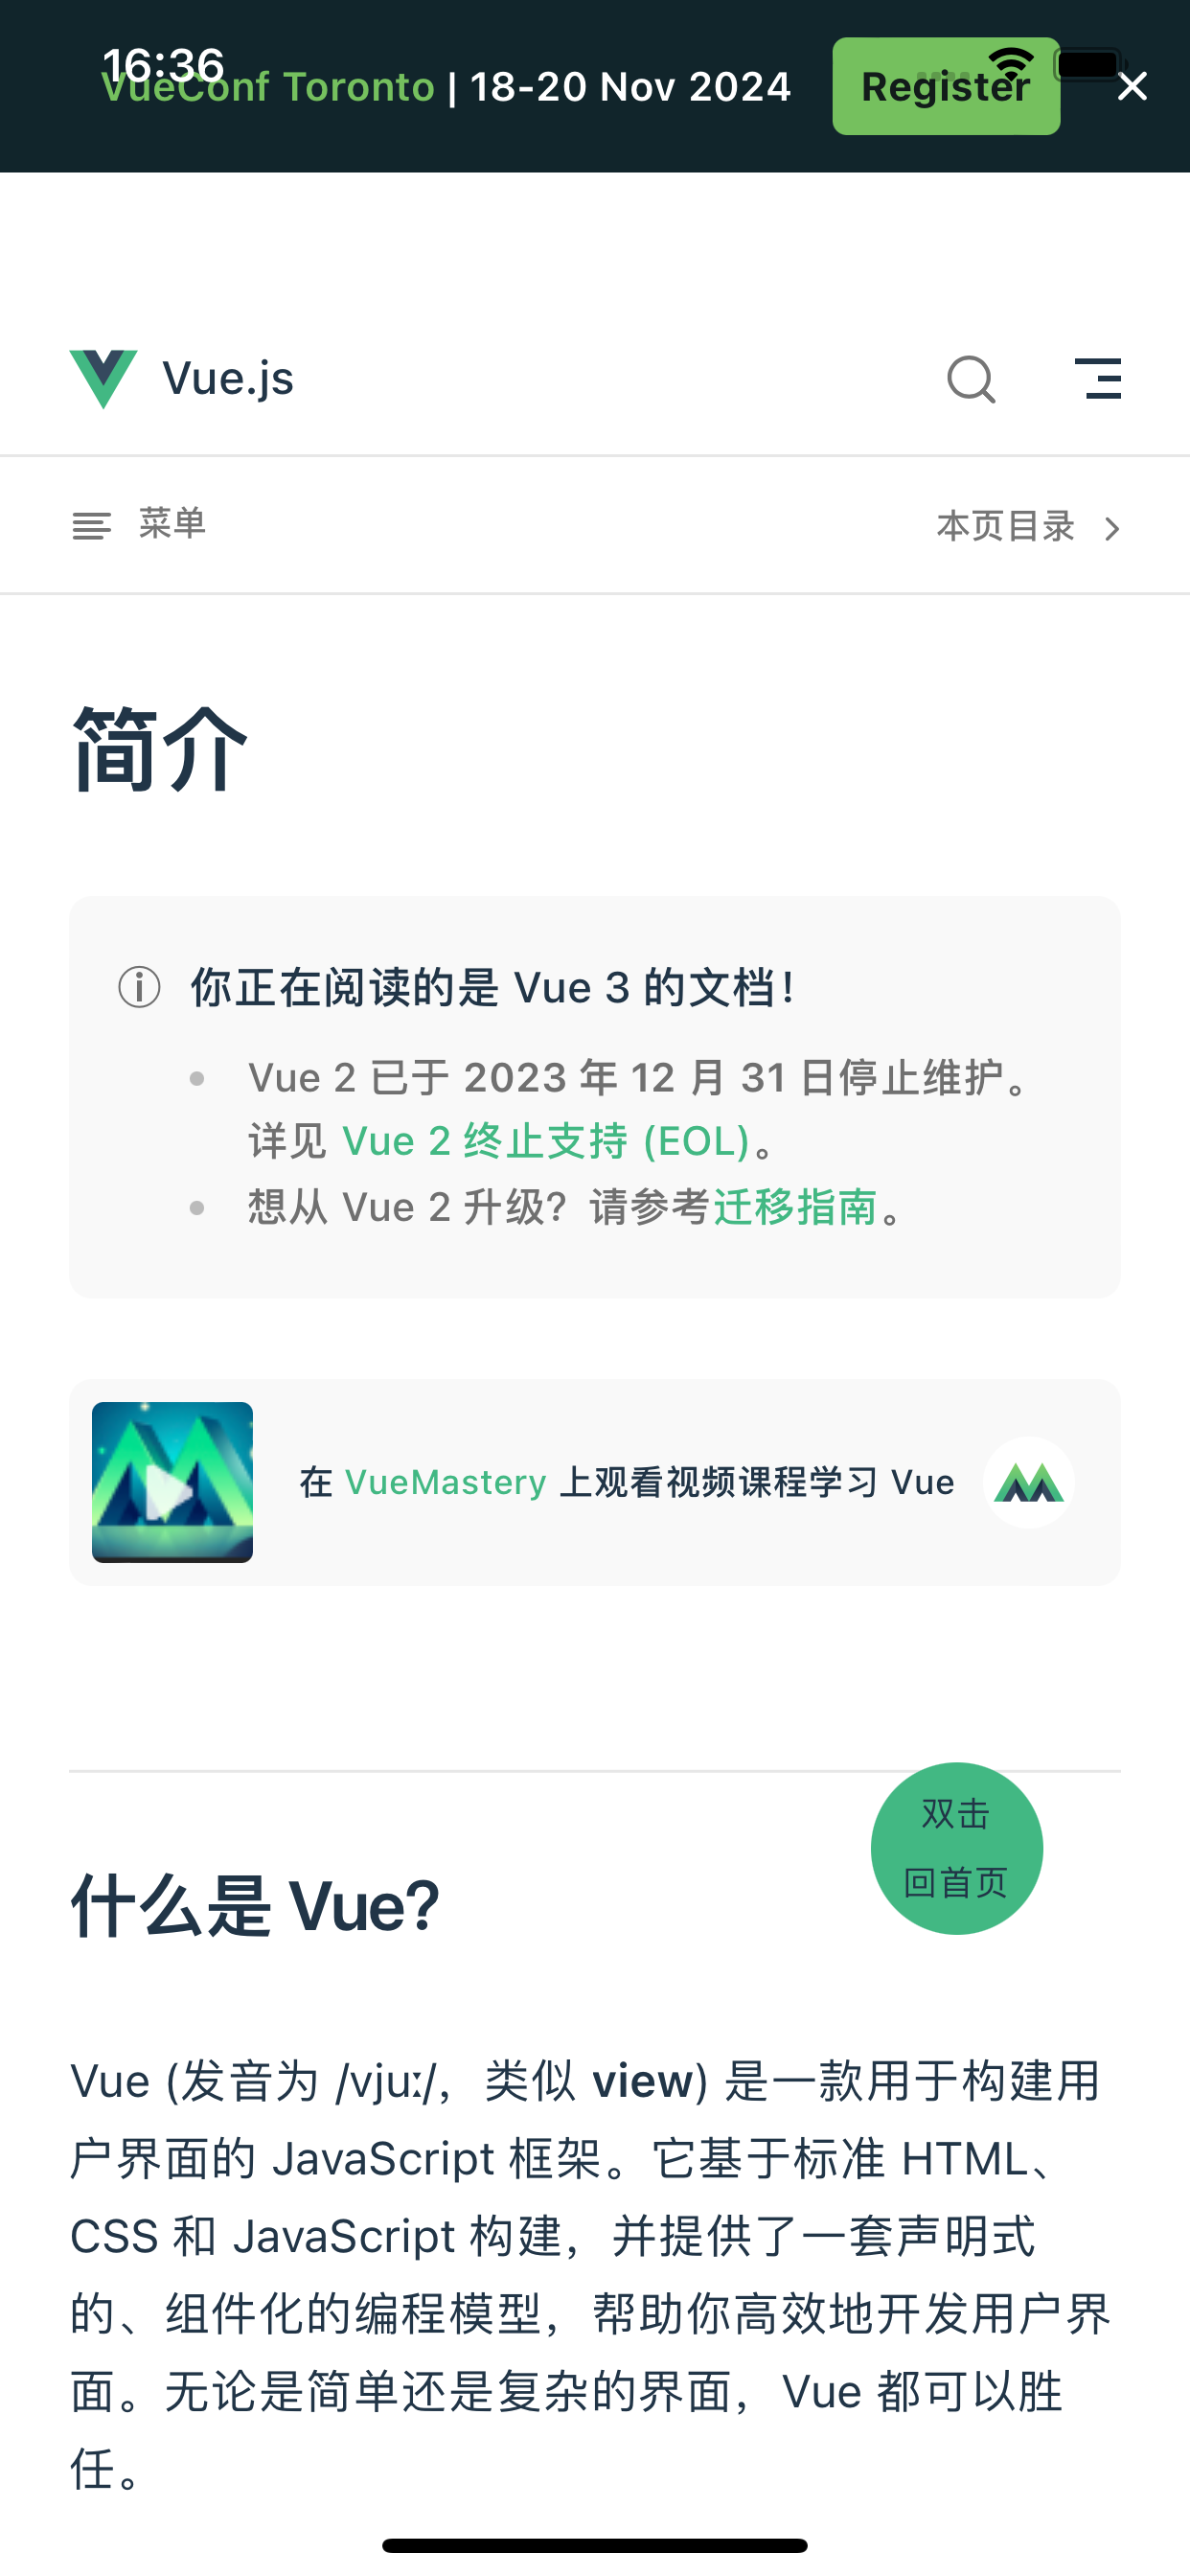 16:36
VueConf Toronto | 18-20 Nov 2024
Register
Vue.js
菜单
本页目录
简介
你正在阅读的是 Vue 3 的文档！
Vue 2 已于 2023 年 12 月 31 日停止维护。
详见 Vue 2 终止支持 (EOL)。
想从 Vue 2 升级？请参考迁移指南。
在 VueMastery 上观看视频课程学习 Vue
双击
回首页
什么是 Vue?
Vue (发音为 /vjuː/，类似 view) 是一款用于构建用
户界面的 JavaScript 框架。它基于标准 HTML、
CSS 和 JavaScript 构建，并提供了一套声明式
的、组件化的编程模型，帮助你高效地开发用户界
面。无论是简单还是复杂的界面，Vue 都可以胜
任。